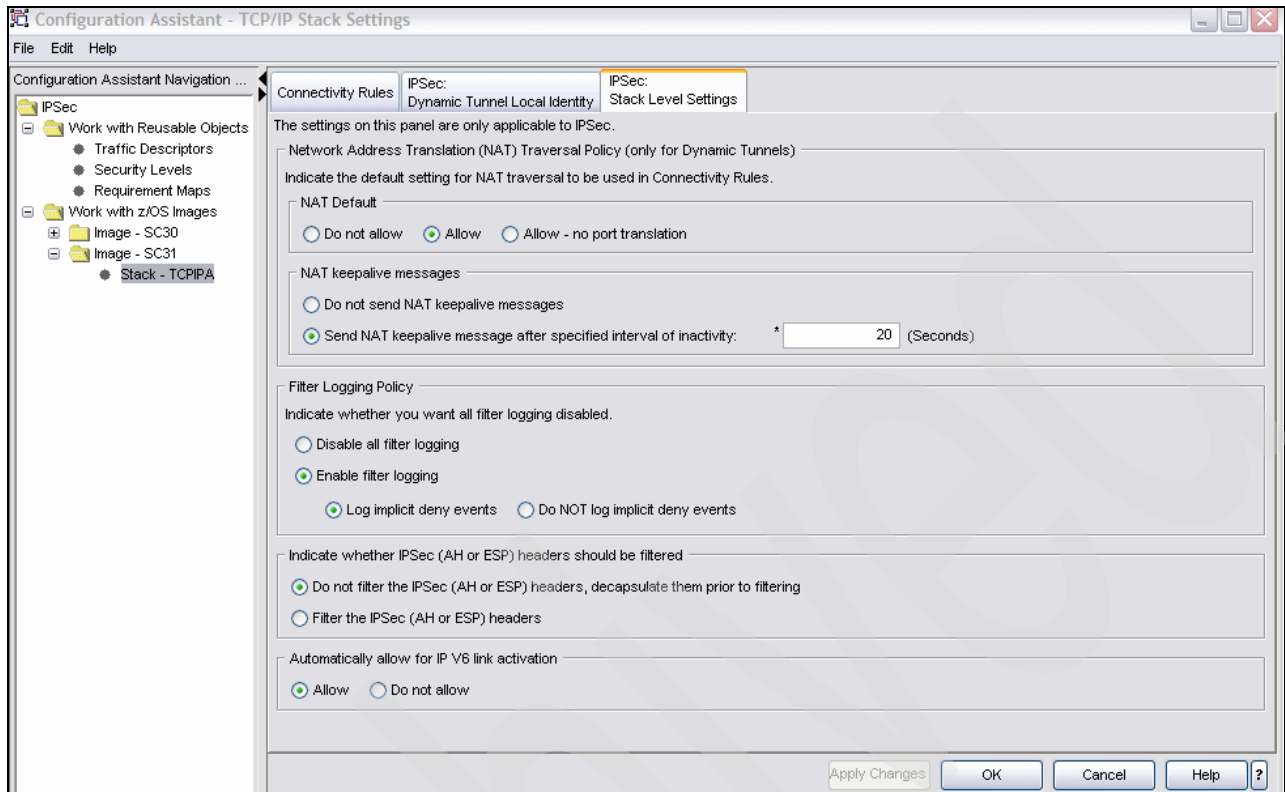 Configuration Assistant - TCP/IP Stack Settings
File Edit Help
Configuration Assistant Navigation ...
IPSec
Work with Reusable Objects
Traffic Descriptors
Security Levels
Requirement Maps
Work with z/OS Images
Image - SC30
Image - SC31
Stack - TCPIPA
Connectivity Rules
IPSec:
Dynamic Tunnel Local Identity
IPSec:
Stack Level Settings
The settings on this panel are only applicable to IPSec.
Network Address Translation (NAT) Traversal Policy (only for Dynamic Tunnels)
Indicate the default setting for NAT traversal to be used in Connectivity Rules.
NAT Default
Do not allow Allow Allow - no port translation
NAT keepalive messages
Do not send NAT keepalive messages
Send NAT keepalive message after specified interval of inactivity: * 20 (Seconds)
Filter Logging Policy
Indicate whether you want all filter logging disabled.
Disable all filter logging
Enable filter logging
Log implicit deny events Do NOT log implicit deny events
Indicate whether IPSec (AH or ESP) headers should be filtered
Do not filter the IPSec (AH or ESP) headers, decapsulate them prior to filtering
Filter the IPSec (AH or ESP) headers
Automatically allow for IP V6 link activation
Allow Do not allow
Apply Changes OK Cancel Help ?